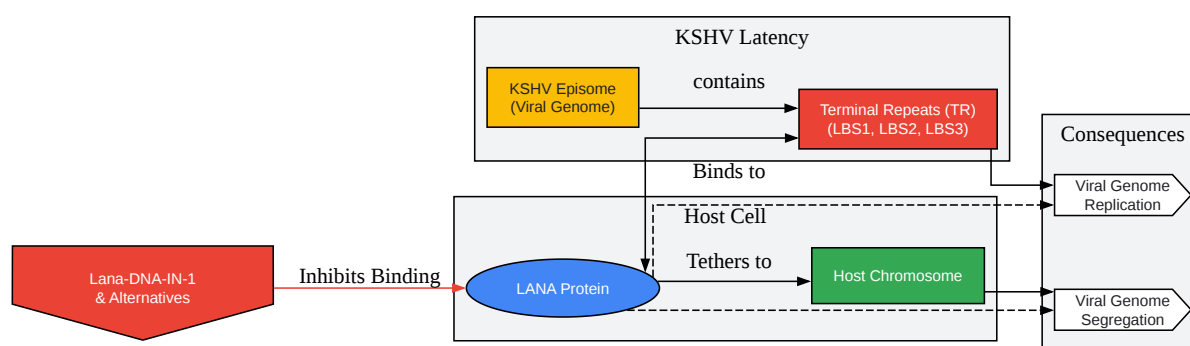 KSHV Latency
KSHV Episome
(Viral Genome)
contains
Terminal Repeats (TR)
(LBS1, LBS2, LBS3)
Binds to
Consequences
Viral Genome
Replication
Host Cell
Lana-DNA-IN-1
& Alternatives
Inhibits Binding
LANA Protein
Tethers to
Host Chromosome
Viral Genome
Segregation